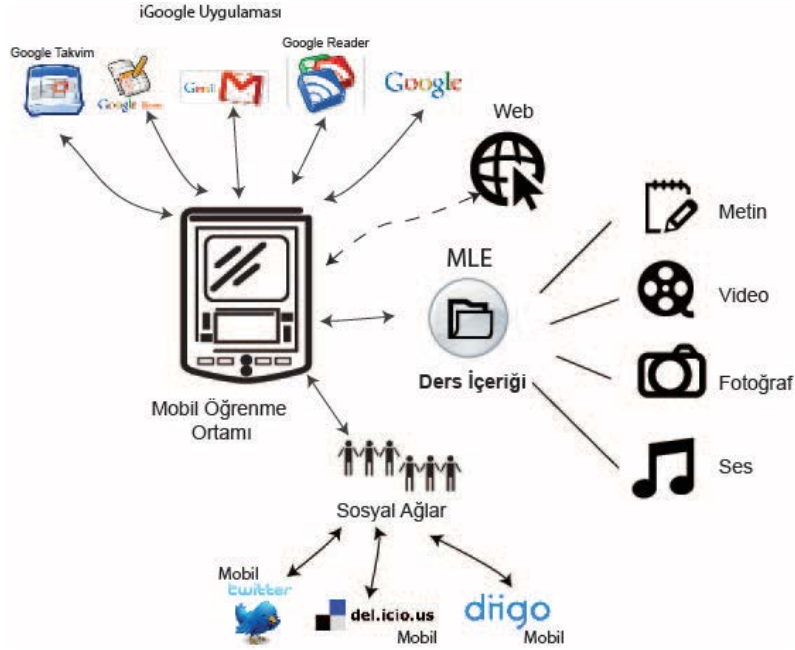 iGoogle Uygulaması
Google Takvim
Google
Gmail
Google Reader
Google
Web
MLE
Ders İçeriği
Metin
Video
Fotoğraf
Ses
Mobil Öğrenme
Ortamı
Sosyal Ağlar
Mobil
twitter
del.icio.us
Mobil
diigo
Mobil